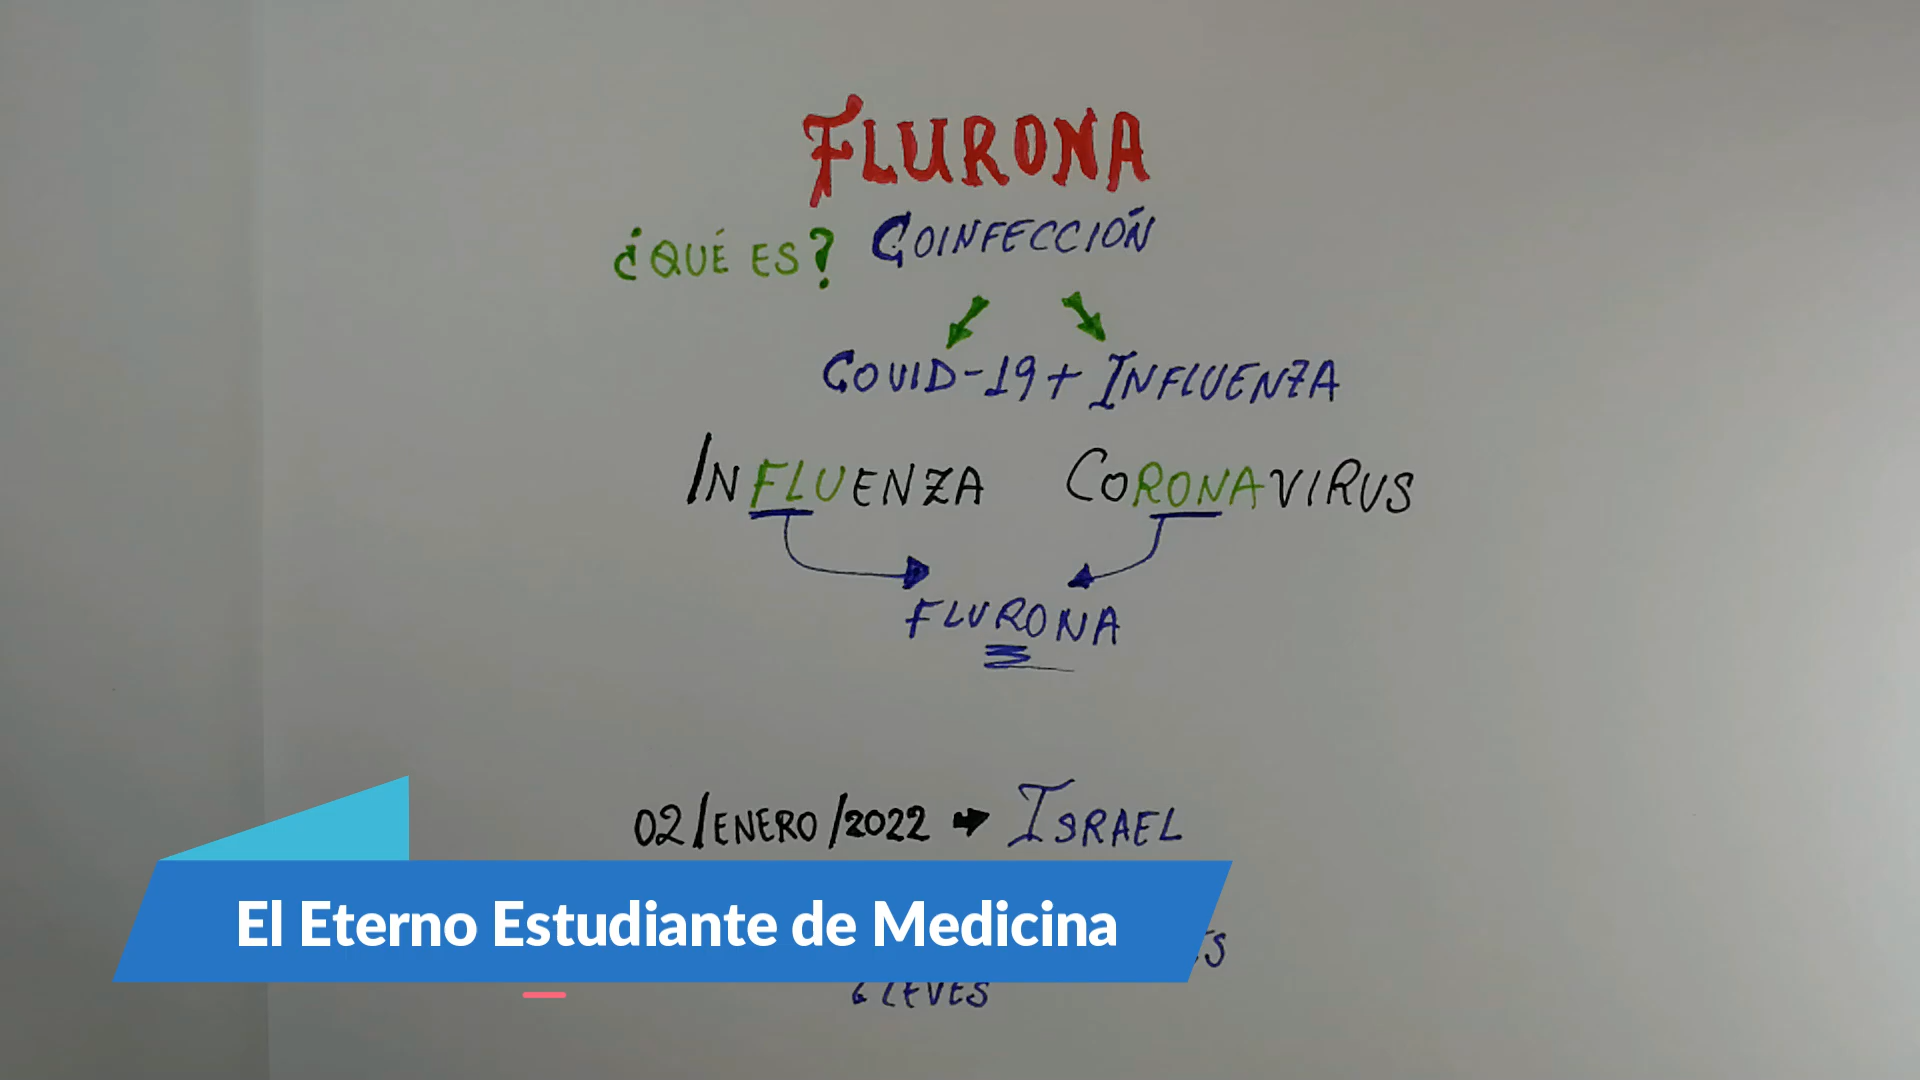 FLURONA
¿QUÉ ES? COINFECCIÓN
COVID-19 + INFLUENZA
INFLUENZA CORONAVIRUS
FLURONA
02/ENERO/2022 → ISRAEL
El Eterno Estudiante de Medicina
LEVES